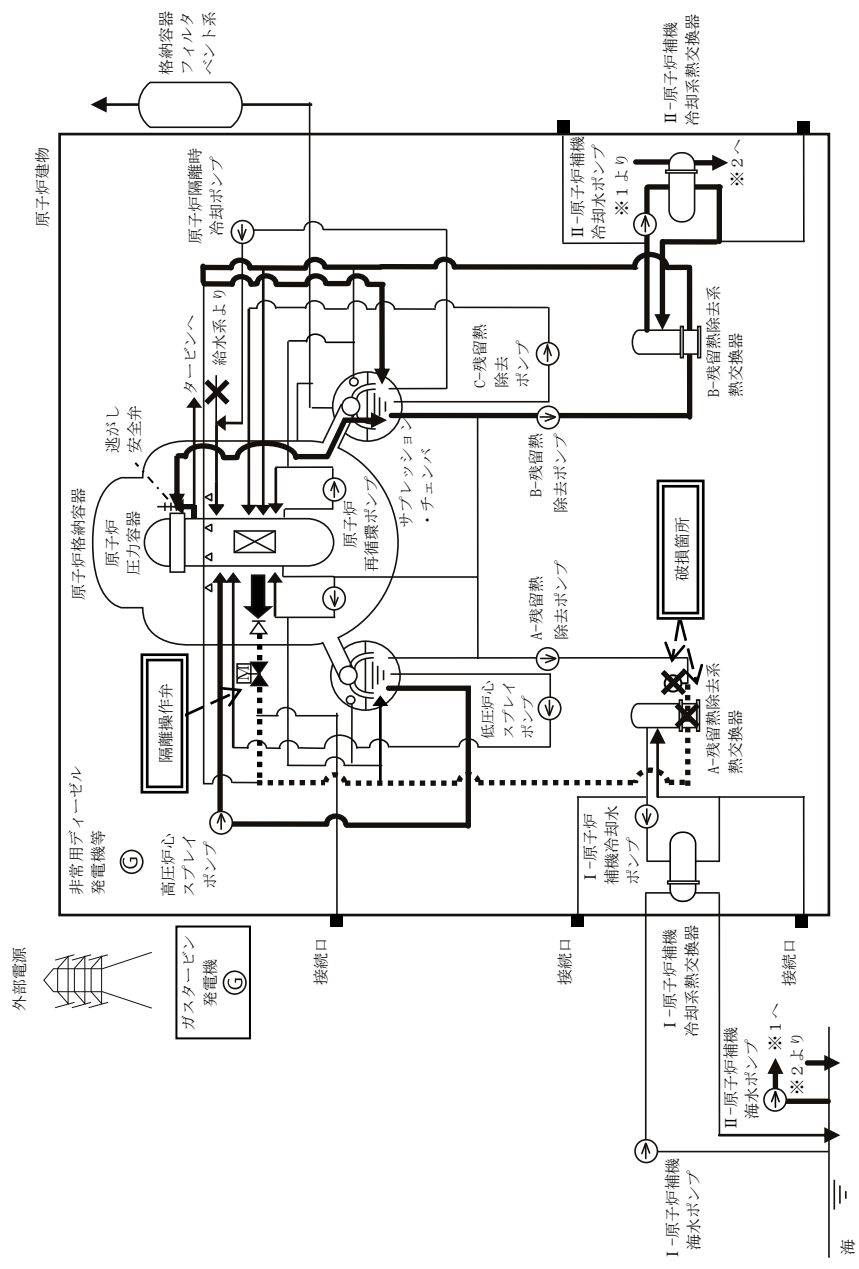 外部電源
ガスタービン
発電機
G
非常用ディーゼル
発電機等
G
原子炉建物
原子炉格納容器
原子炉
圧力容器
逃がし
安全弁
タービンへ
給水系より
原子炉隔離時
冷却ポンプ
格納容器
フィルタ
ベント系
隔離操作弁
M
高圧炉心
スプレイ
ポンプ
原子炉
再循環ポンプ
サプレッション
・チェンバ
低圧炉心
スプレイ
ポンプ
A-残留熱
除去ポンプ
B-残留熱
除去ポンプ
C-残留熱
除去
ポンプ
破損箇所
A-残留熱除去系
熱交換器
B-残留熱除去系
熱交換器
接続口
接続口
接続口
Ⅰ-原子炉
補機冷却水
ポンプ
Ⅰ-原子炉補機
冷却系熱交換器
Ⅱ-原子炉補機
冷却水ポンプ
※1より
※2へ
Ⅱ-原子炉補機
冷却系熱交換器
Ⅰ-原子炉補機
海水ポンプ
Ⅱ-原子炉補機
海水ポンプ
※1へ
※2より
海